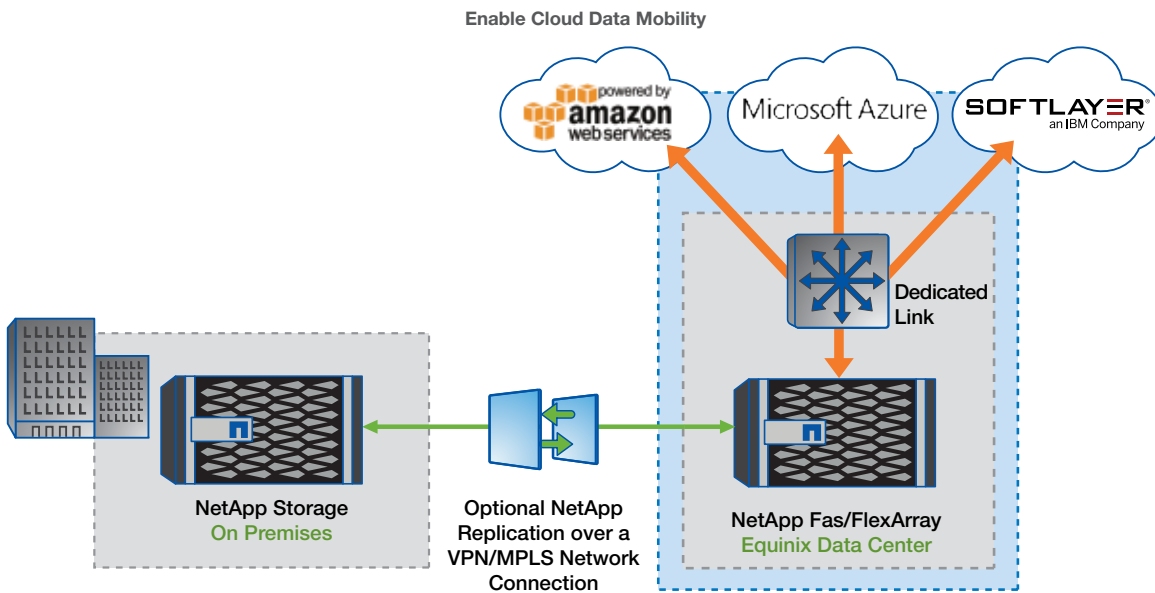 Enable Cloud Data Mobility
powered by
amazon
web services
Microsoft Azure
SOFTLAYER®
an IBM Company
Dedicated
Link
NetApp Storage
On Premises
Optional NetApp
Replication over a
VPN/MPLS Network
Connection
NetApp Fas/FlexArray
Equinix Data Center